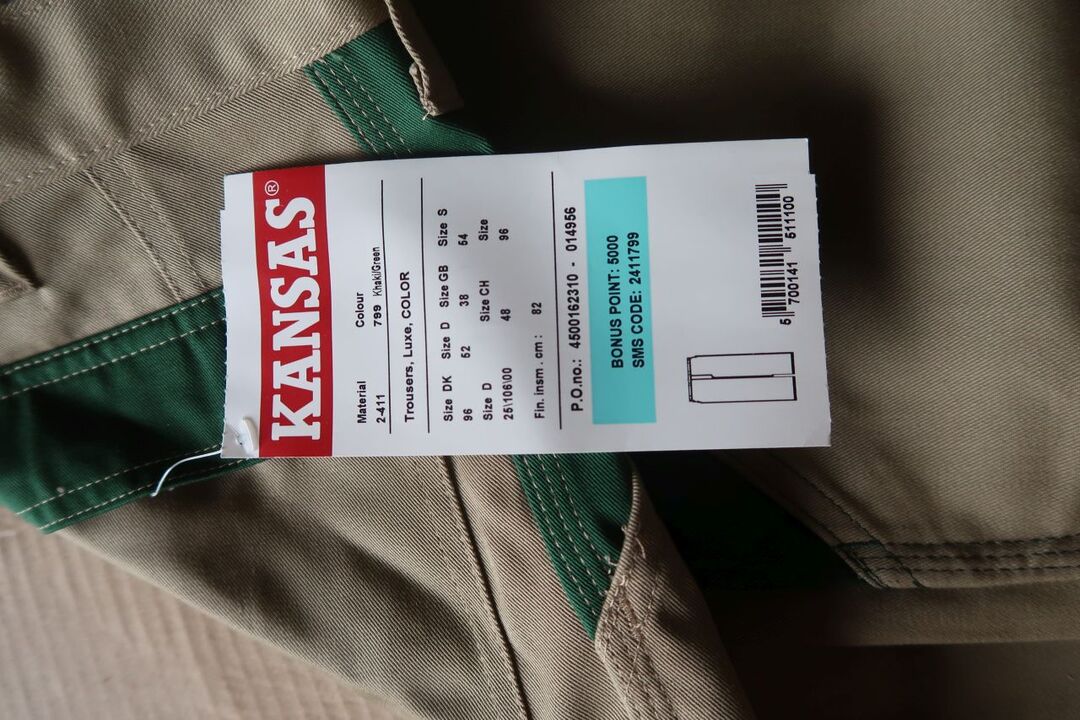 KANSAS®
Material Colour
2-411 799 Khaki/Green
Trousers, Luxe, COLOR
Size DK Size D Size GB Size S
96 52 38 54
Size D Size CH Size
25\106\00 48 96
Fin. insm . cm : 82
P.O.no.: 4500162310 - 014956
BONUS POINT: 5000
SMS CODE: 2411799
5 700141 511100